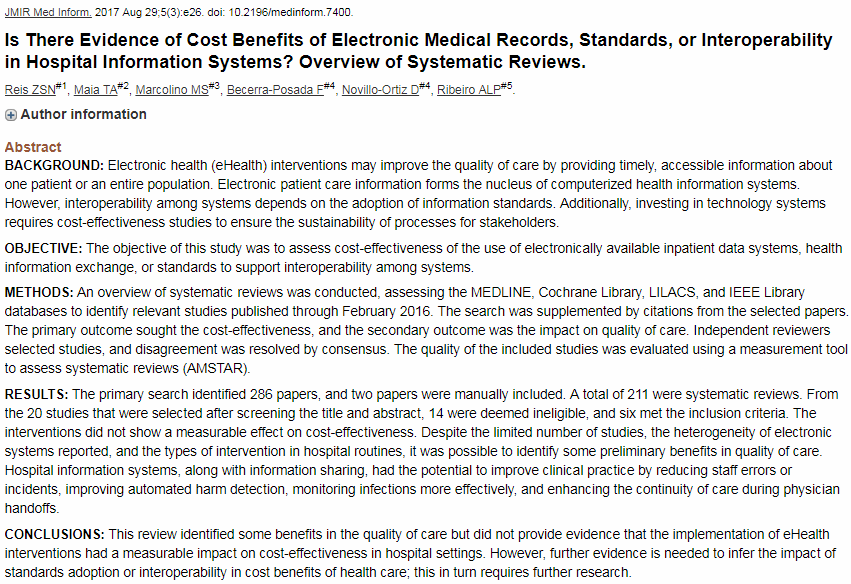 JMIR Med Inform. 2017 Aug 29;5(3):e26. doi: 10.2196/medinform.7400.
Is There Evidence of Cost Benefits of Electronic Medical Records, Standards, or Interoperability
in Hospital Information Systems? Overview of Systematic Reviews.
Reis ZSN#1, Maia TA#2, Marcolino MS#3, Becerra-Posada F#4, Novillo-Ortiz D#4, Ribeiro ALP#5.
Author information
Abstract
BACKGROUND: Electronic health (eHealth) interventions may improve the quality of care by providing timely, accessible information about
one patient or an entire population. Electronic patient care information forms the nucleus of computerized health information systems.
However, interoperability among systems depends on the adoption of information standards. Additionally, investing in technology systems
requires cost-effectiveness studies to ensure the sustainability of processes for stakeholders.
OBJECTIVE: The objective of this study was to assess cost-effectiveness of the use of electronically available inpatient data systems, health
information exchange, or standards to support interoperability among systems.
METHODS: An overview of systematic reviews was conducted, assessing the MEDLINE, Cochrane Library, LILACS, and IEEE Library
databases to identify relevant studies published through February 2016. The search was supplemented by citations from the selected papers.
The primary outcome sought the cost-effectiveness, and the secondary outcome was the impact on quality of care. Independent reviewers
selected studies, and disagreement was resolved by consensus. The quality of the included studies was evaluated using a measurement tool
to assess systematic reviews (AMSTAR).
RESULTS: The primary search identified 286 papers, and two papers were manually included. A total of 211 were systematic reviews. From
the 20 studies that were selected after screening the title and abstract, 14 were deemed ineligible, and six met the inclusion criteria. The
interventions did not show a measurable effect on cost-effectiveness. Despite the limited number of studies, the heterogeneity of electronic
systems reported, and the types of intervention in hospital routines, it was possible to identify some preliminary benefits in quality of care.
Hospital information systems, along with information sharing, had the potential to improve clinical practice by reducing staff errors or
incidents, improving automated harm detection, monitoring infections more effectively, and enhancing the continuity of care during physician
handoffs.
CONCLUSIONS: This review identified some benefits in the quality of care but did not provide evidence that the implementation of eHealth
interventions had a measurable impact on cost-effectiveness in hospital settings. However, further evidence is needed to infer the impact of
standards adoption or interoperability in cost benefits of health care; this in turn requires further research.